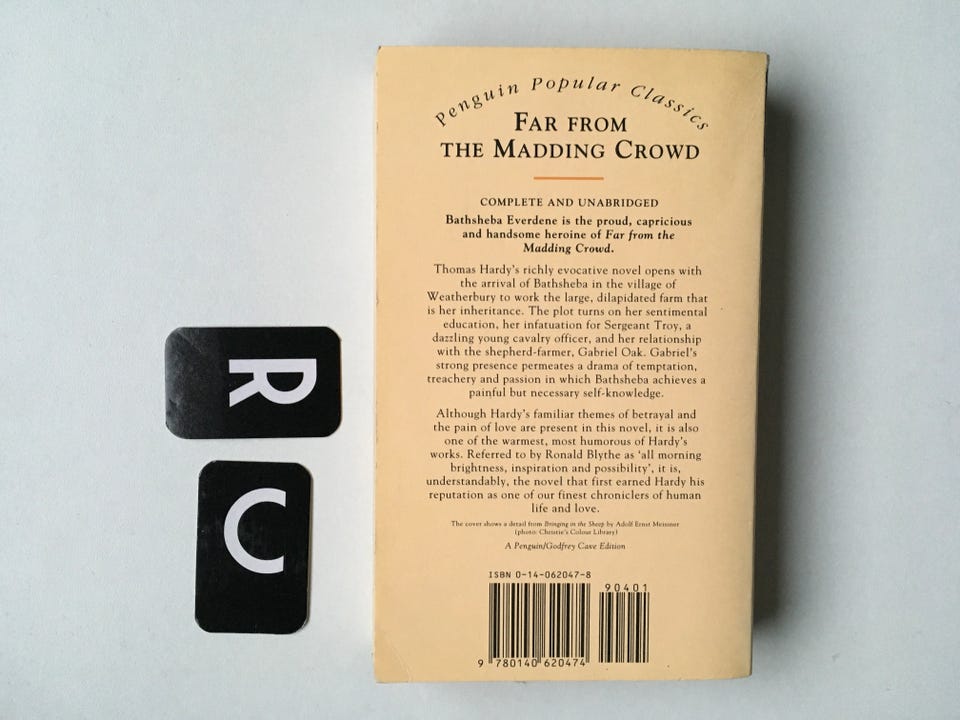 Penguin Popular Classics
FAR FROM
THE MADDING CROWD
COMPLETE AND UNABRIDGED
Bathsheba Everdene is the proud, capricious
and handsome heroine of Far from the
Madding Crowd.
Thomas Hardy's richly evocative novel opens with
the arrival of Bathsheba in the village of
Weatherbury to work the large, dilapidated farm that
is her inheritance. The plot turns on her sentimental
education, her infatuation for Sergeant Troy, a
dazzling young cavalry officer, and her relationship
with the shepherd-farmer, Gabriel Oak. Gabriel's
strong presence permeates a drama of temptation,
treachery and passion in which Bathsheba achieves a
painful but necessary self-knowledge.
Although Hardy's familiar themes of betrayal and
the pain of love are present in this novel, it is also
one of the warmest, most humorous of Hardy's
works. Referred to by Ronald Blythe as 'all morning
brightness, inspiration and possibility', it is,
understandably, the novel that first earned Hardy his
reputation as one of our finest chroniclers of human
life and love.
The cover shows a detail from Bringing in the Sheep by Adolf Ernst Meissner
(photo: Christie's Colour Library)
A Penguin/Godfrey Cave Edition
ISBN 0-14-062047-8
90401
9 780140 620474
R
C